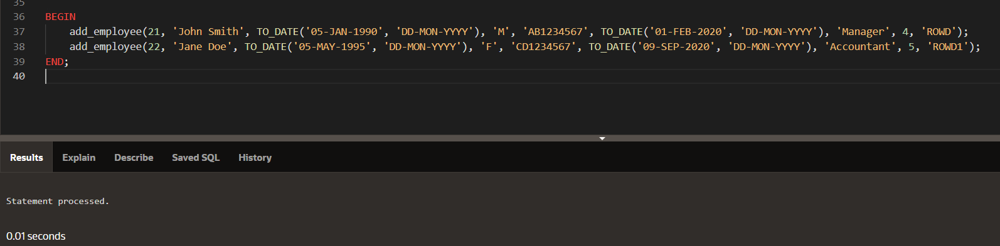 35
36 BEGIN
37 add_employee(21, 'John Smith', TO_DATE('05-JAN-1990', 'DD-MON-YYYY'), 'M', 'AB1234567', TO_DATE('01-FEB-2020', 'DD-MON-YYYY'), 'Manager', 4, 'ROWD');
38 add_employee(22, 'Jane Doe', TO_DATE('05-MAY-1995', 'DD-MON-YYYY'), 'F', 'CD1234567', TO_DATE('09-SEP-2020', 'DD-MON-YYYY'), 'Accountant', 5, 'ROWD1');
39 END;
40
Results Explain Describe Saved SQL History
Statement processed.
0.01 seconds